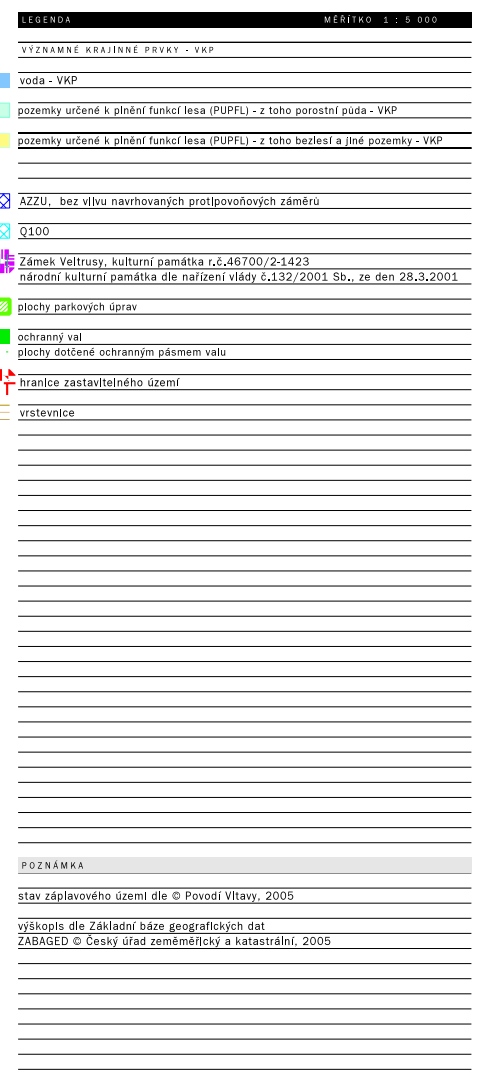 LEGENDA MĚŘÍTKO 1 : 5 000
VÝZNAMNÉ KRAJINNÉ PRVKY - VKP
voda - VKP
pozemky určené k plnění funkcí lesa (PUPFL) - z toho porostní půda - VKP
pozemky určené k plnění funkcí lesa (PUPFL) - z toho bezlesí a jiné pozemky - VKP
AZZU, bez vlivu navrhovaných protipovoňových záměrů
Q100
Zámek Veltrusy, kulturní památka r.č.46700/2-1423
národní kulturní památka dle nařízení vlády č.132/2001 Sb., ze den 28.3.2001
plochy parkových úprav
ochranný val
plochy dotčené ochranným pásmem valu
hranice zastavitelného území
vrstevnice
POZNÁMKA
stav záplavového území dle © Povodí Vltavy, 2005
výškopis dle Základní báze geografických dat
ZABAGED © Český úřad zeměměřický a katastrální, 2005